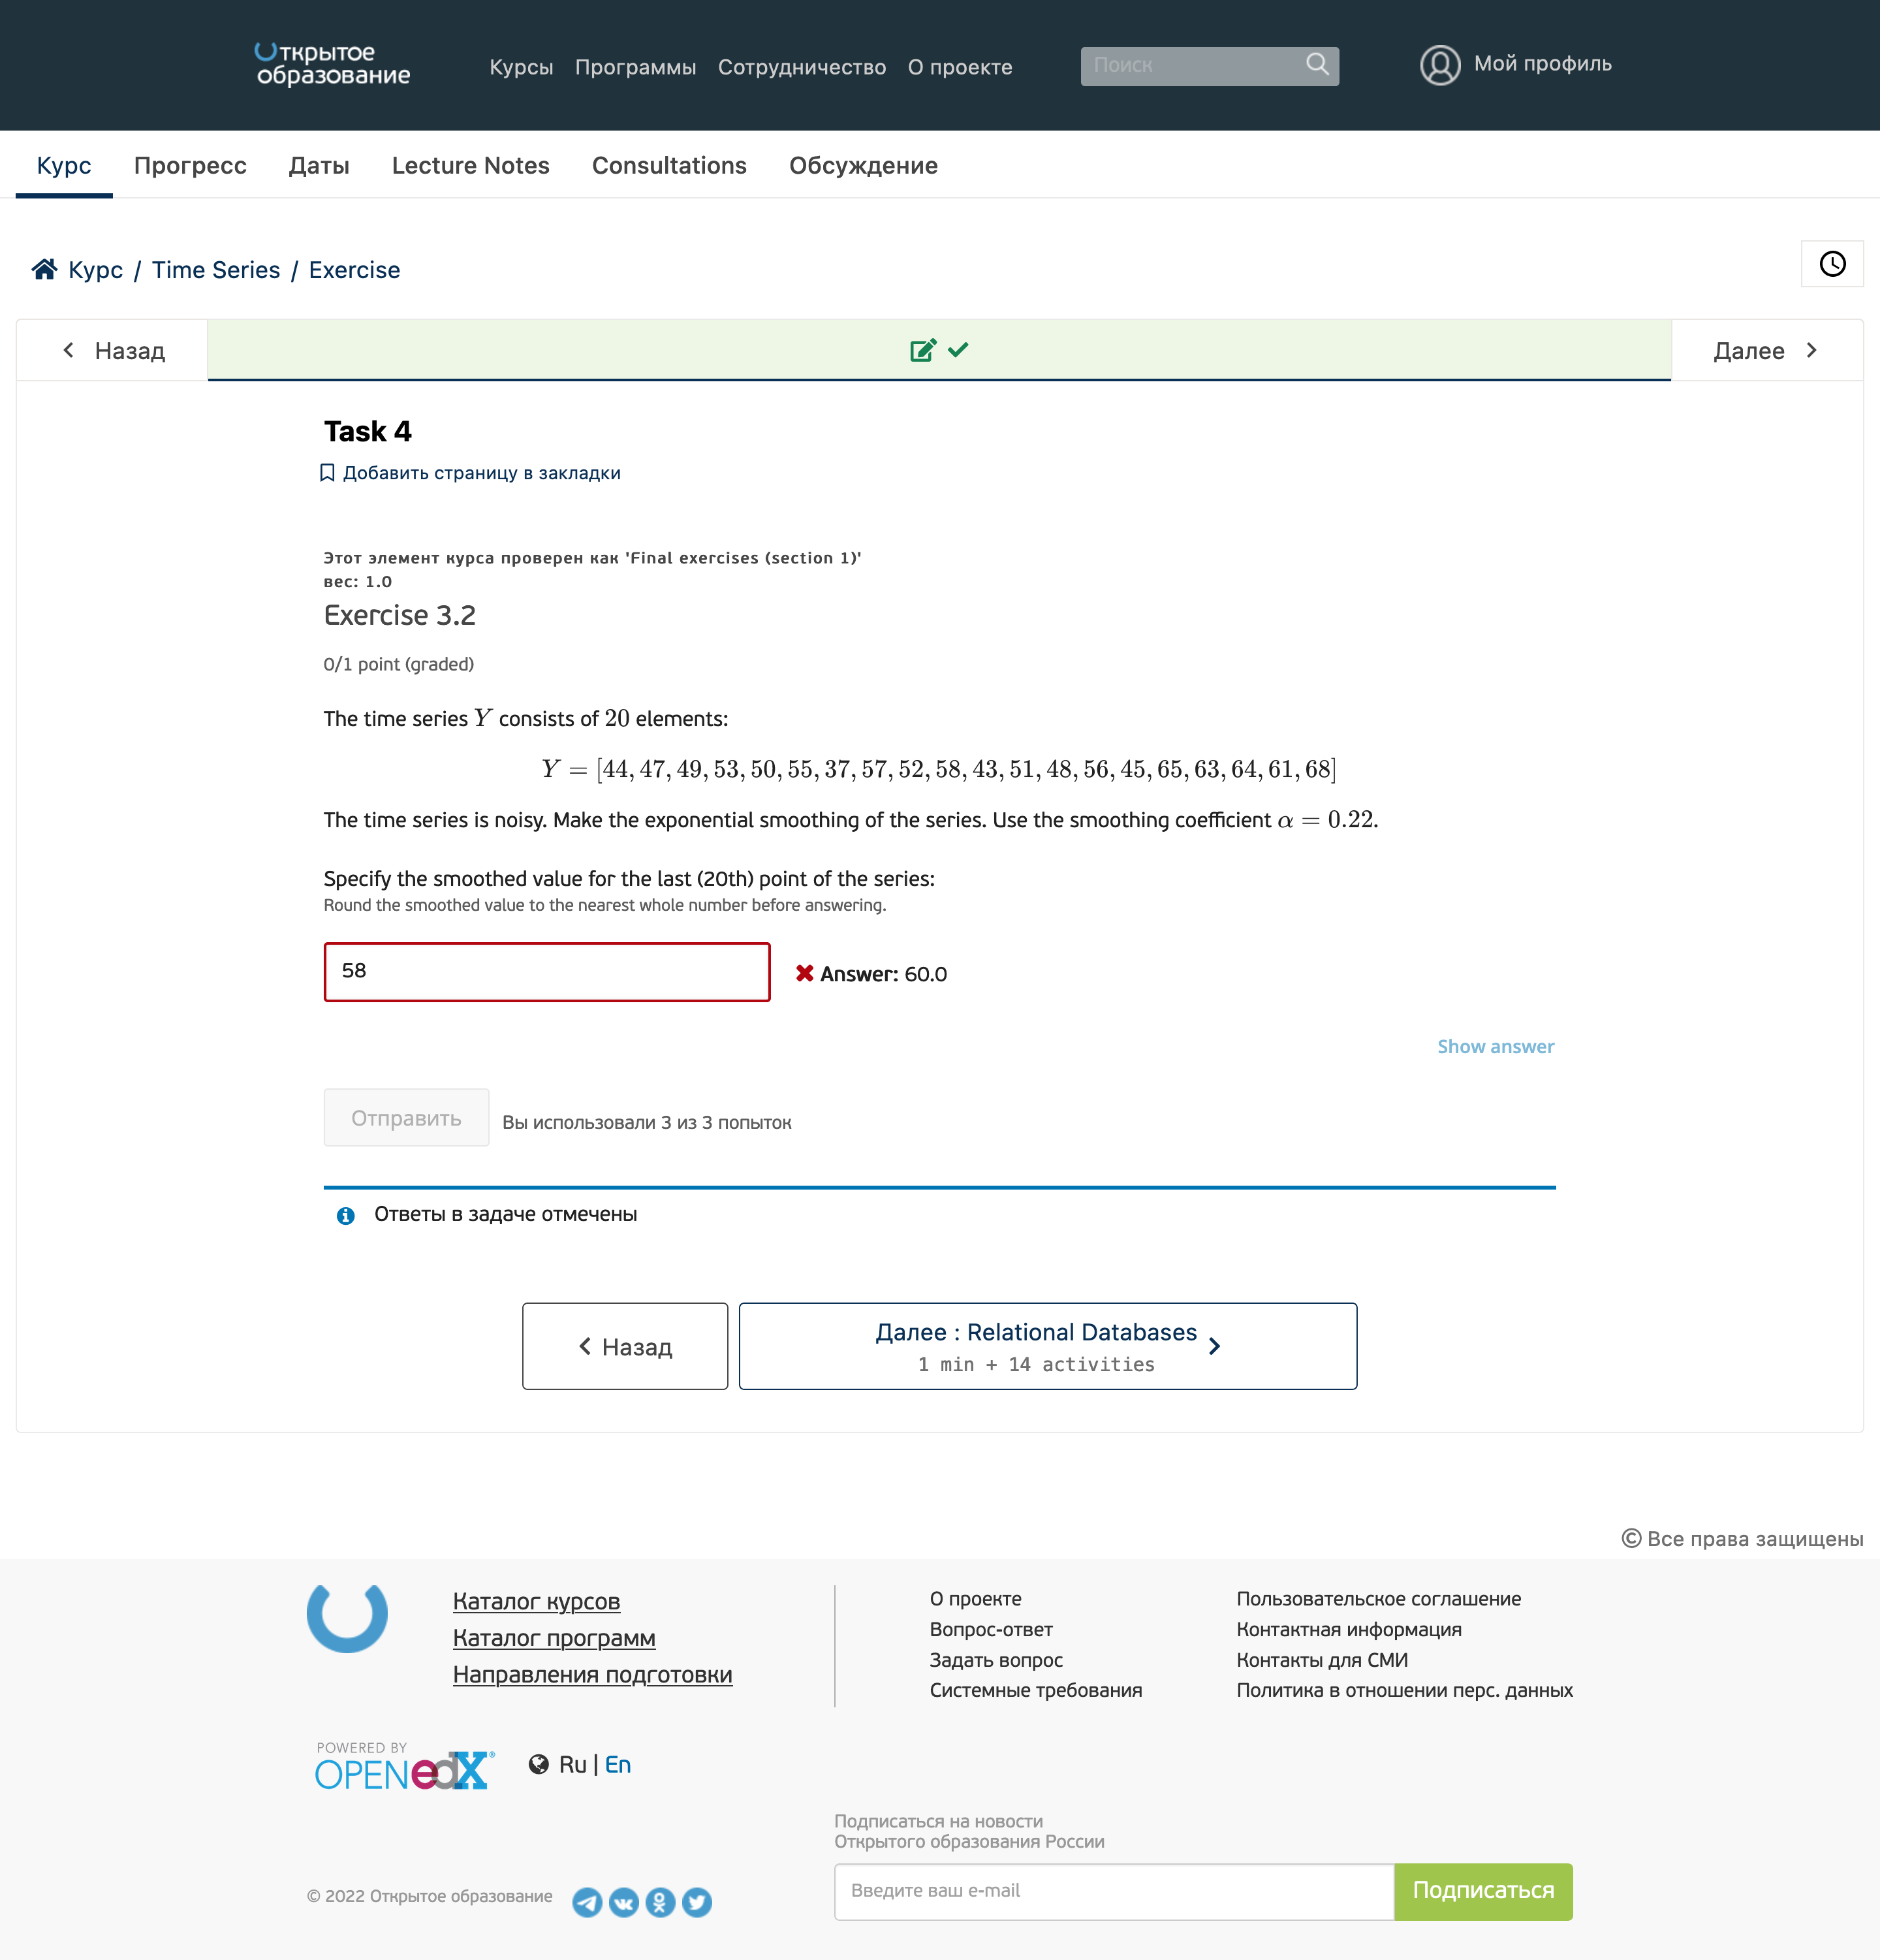 Открытое
образование
Курсы Программы Сотрудничество О проекте
Поиск
Мой профиль
Курс Прогресс Даты Lecture Notes Consultations Обсуждение
Курс / Time Series / Exercise
Назад
Далее
Task 4
Добавить страницу в закладки
Этот элемент курса проверен как 'Final exercises (section 1)'
вес: 1.0
Exercise 3.2
0/1 point (graded)
The time series Y consists of 20 elements:
Y = [44, 47, 49, 53, 50, 55, 37, 57, 52, 58, 43, 51, 48, 56, 45, 65, 63, 64, 61, 68]
The time series is noisy. Make the exponential smoothing of the series. Use the smoothing coefficient α = 0.22.
Specify the smoothed value for the last (20th) point of the series:
Round the smoothed value to the nearest whole number before answering.
58
Answer: 60.0
Show answer
Отправить
Вы использовали 3 из 3 попыток
Ответы в задаче отмечены
Назад
Далее : Relational Databases
1 min + 14 activities
© Все права защищены
Каталог курсов
Каталог программ
Направления подготовки
О проекте
Вопрос-ответ
Задать вопрос
Системные требования
Пользовательское соглашение
Контактная информация
Контакты для СМИ
Политика в отношении перс. данных
POWERED BY
OPEN edX®
Ru | En
Подписаться на новости
Открытого образования России
Введите ваш e-mail
Подписаться
© 2022 Открытое образование